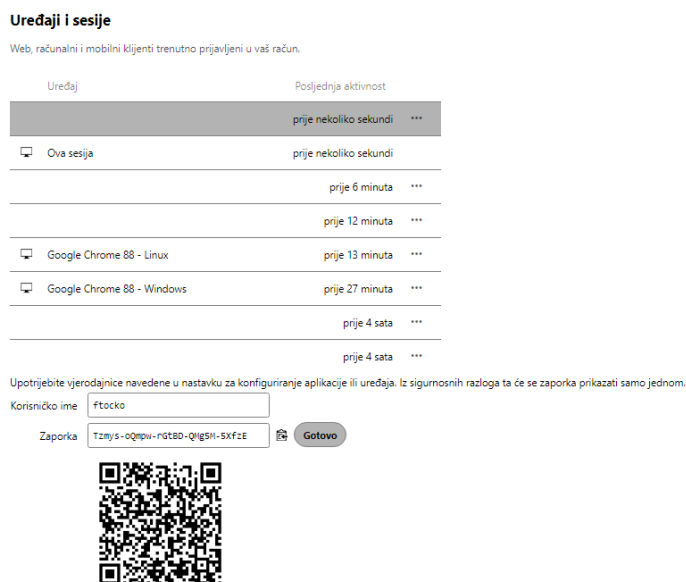 Uređaji i sesije
Web, računalni i mobilni klijenti trenutno prijavljeni u vaš račun.
Uređaj Posljednja aktivnost
prije nekoliko sekundi ···
Ova sesija prije nekoliko sekundi
prije 6 minuta ···
prije 12 minuta ···
Google Chrome 88 - Linux prije 13 minuta ···
Google Chrome 88 - Windows prije 27 minuta ···
prije 4 sata ···
prije 4 sata ···
Upotrijebite vjerodajnice navedene u nastavku za konfiguriranje aplikacije ili uređaja. Iz sigurnosnih razloga ta će se zaporka prikazati samo jednom.
Korisničko ime ftocko
Zaporka Tzmys-oQmpw-rGtBD-QMg5M-5XfzE Gotovo